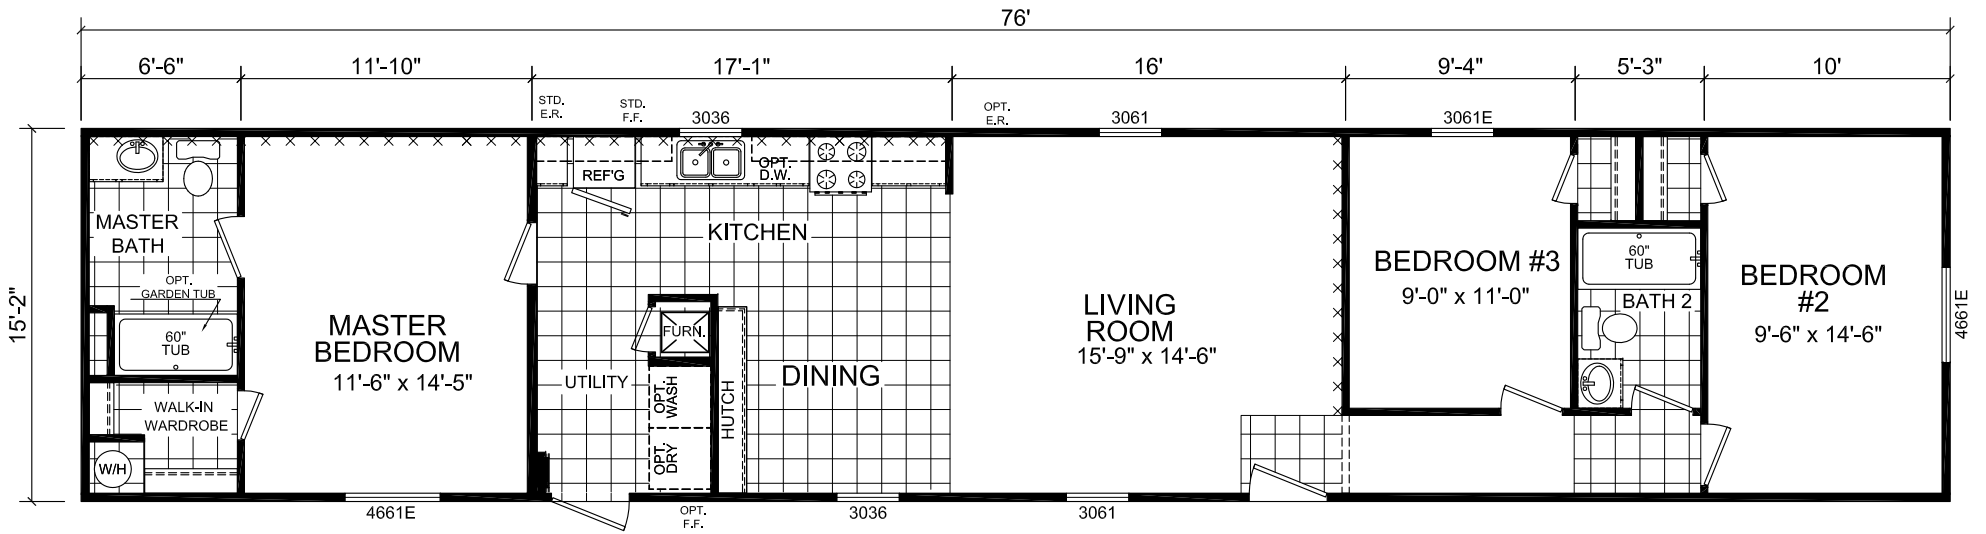 76'
6'-6" 11'-10" 17'-1" 16' 9'-4" 5'-3" 10'
STD.
E.R.
STD.
F.F.
3036
OPT.
E.R.
3061
3061E
15'-2"
MASTER
BATH
OPT.
GARDEN TUB
60"
TUB
WALK-IN
WARDROBE
W/H
MASTER
BEDROOM
11'-6" x 14'-5"
4661E
REF'G
OPT.
D.W.
KITCHEN
FURN.
UTILITY
OPT.
WASH
OPT.
DRY
HUTCH
DINING
OPT.
F.F.
3036
LIVING
ROOM
15'-9" x 14'-6"
3061
BEDROOM #3
9'-0" x 11'-0"
60"
TUB
BATH 2
BEDROOM
#2
9'-6" x 14'-6"
4661E